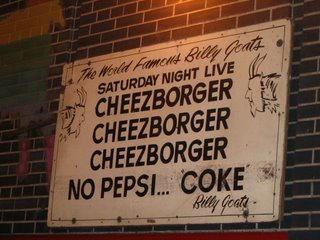 The World Famous Billy Goats
SATURDAY NIGHT LIVE
CHEEZBORGER
CHEEZBORGER
CHEEZBORGER
NO PEPSI... COKE
Billy Goats